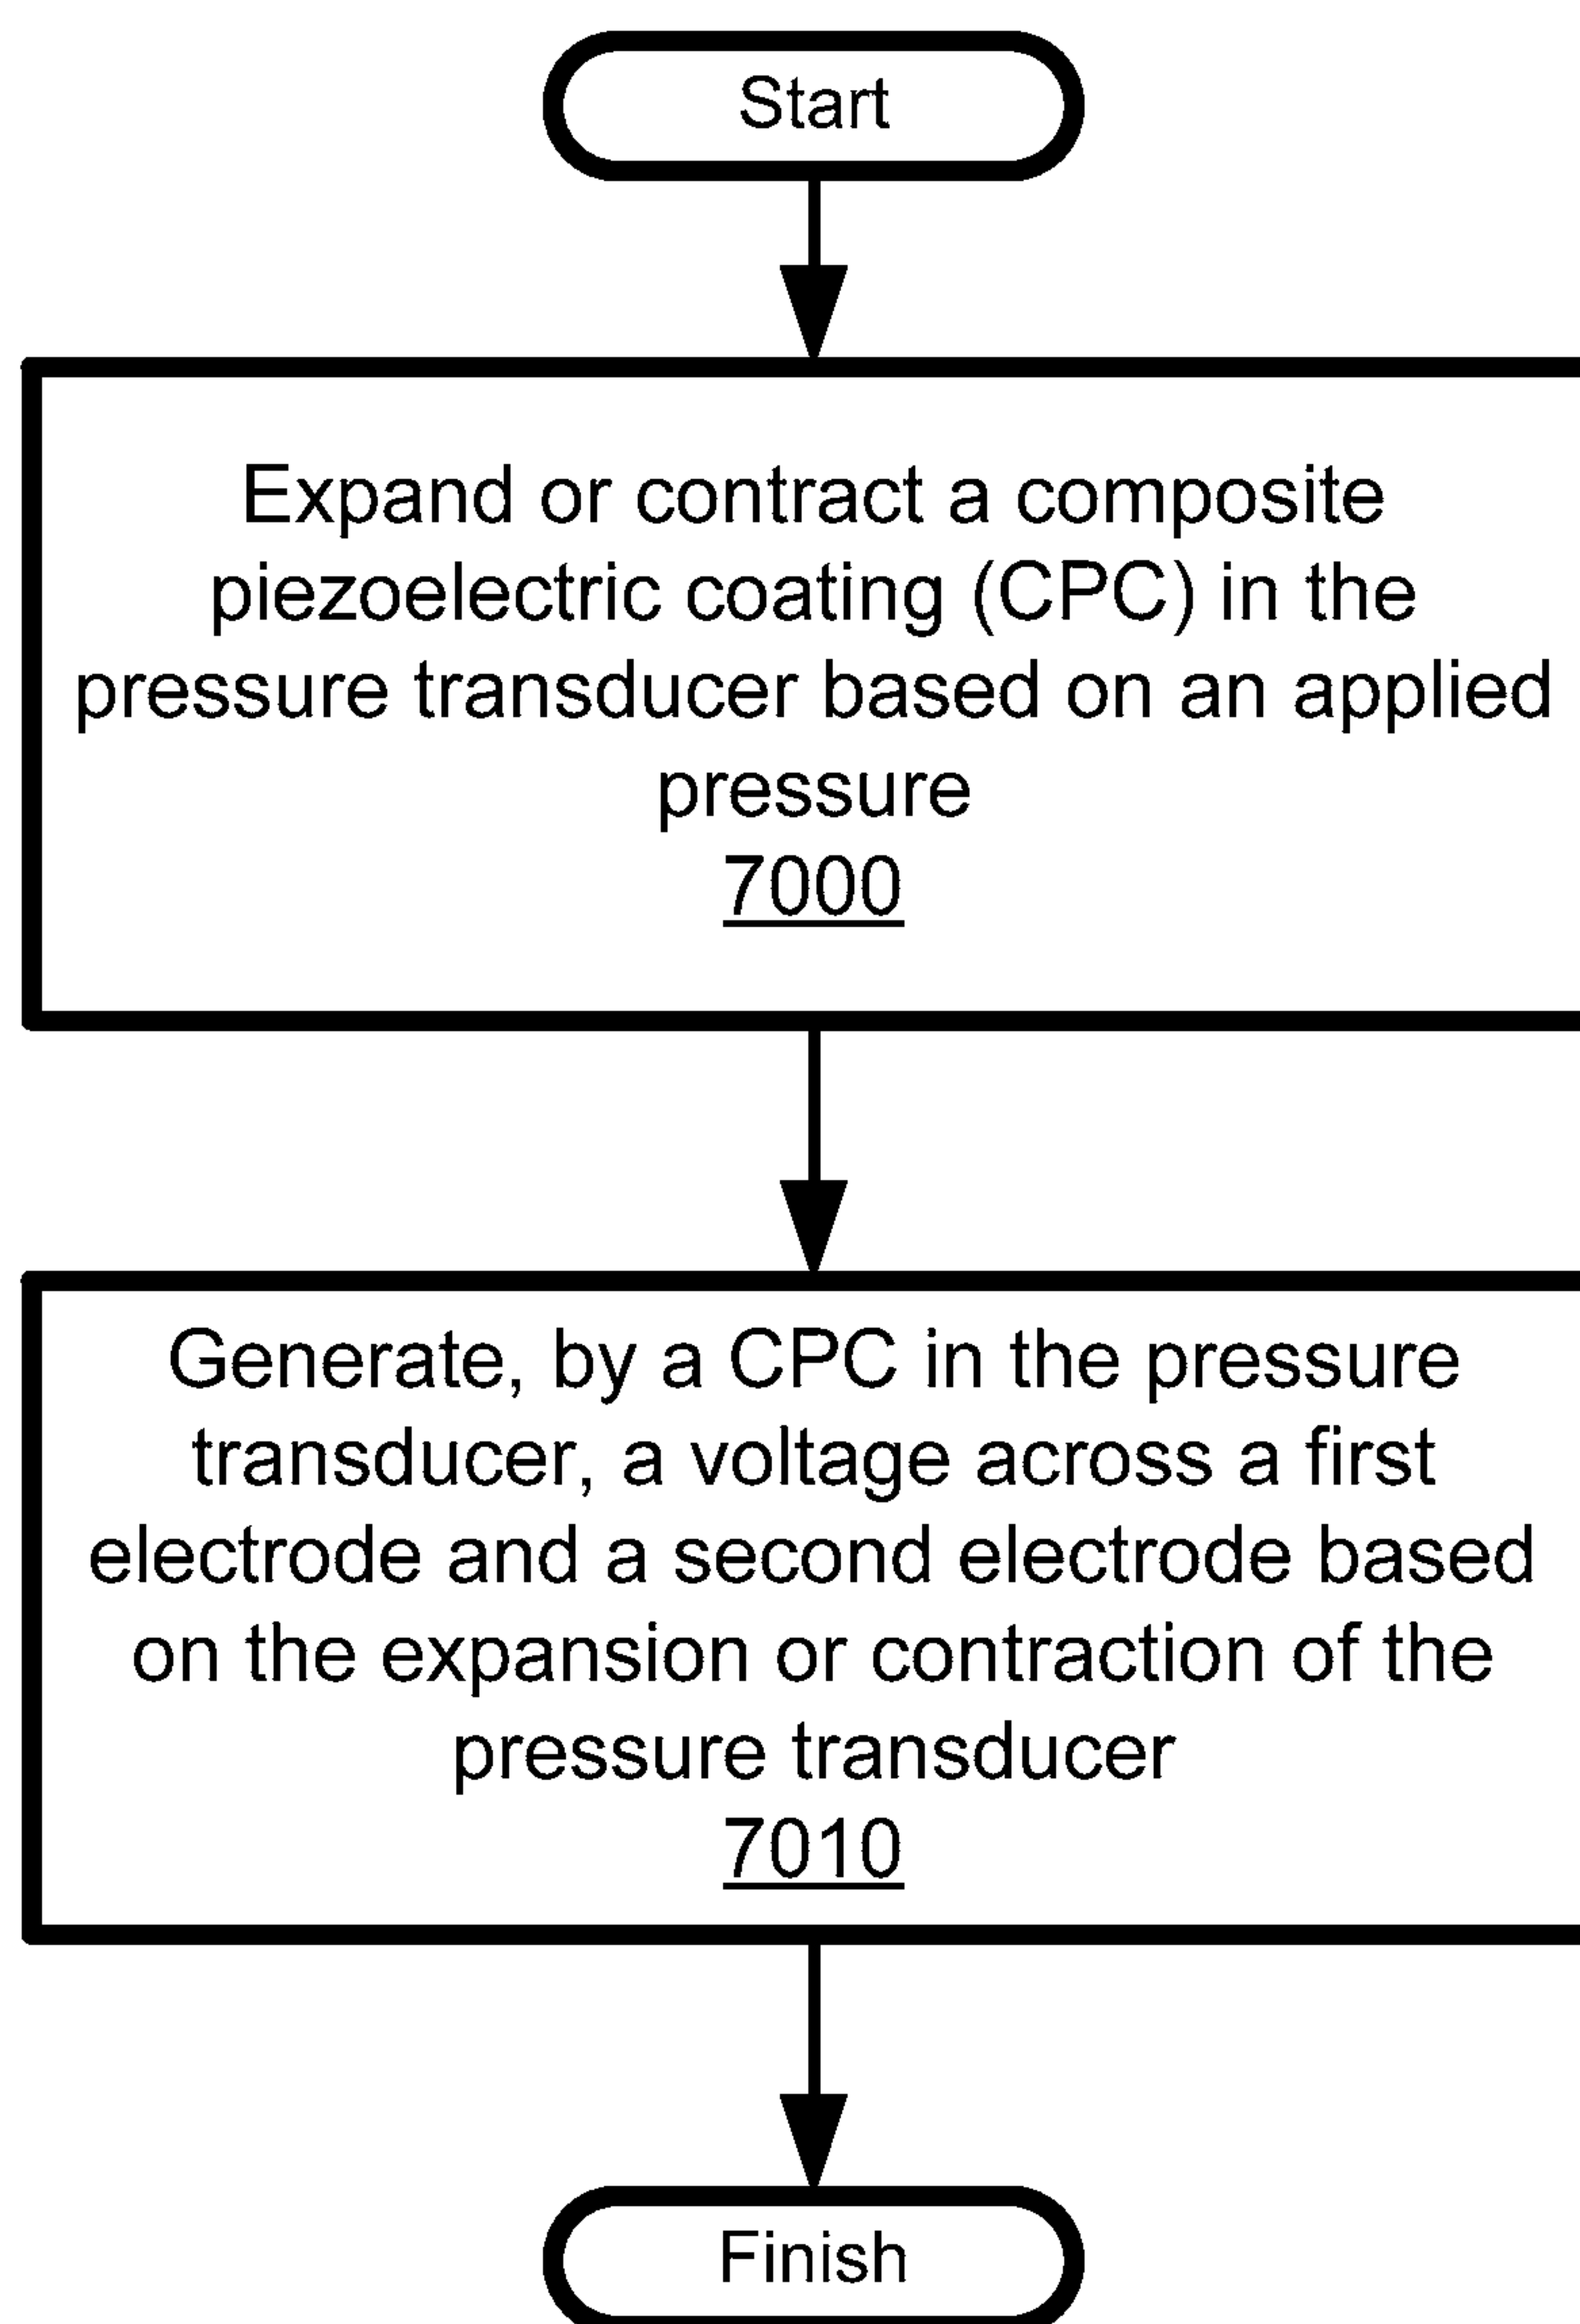 Start
Expand or contract a composite
piezoelectric coating (CPC) in the
pressure transducer based on an applied
pressure
7000
Generate, by a CPC in the pressure
transducer, a voltage across a first
electrode and a second electrode based
on the expansion or contraction of the
pressure transducer
7010
Finish